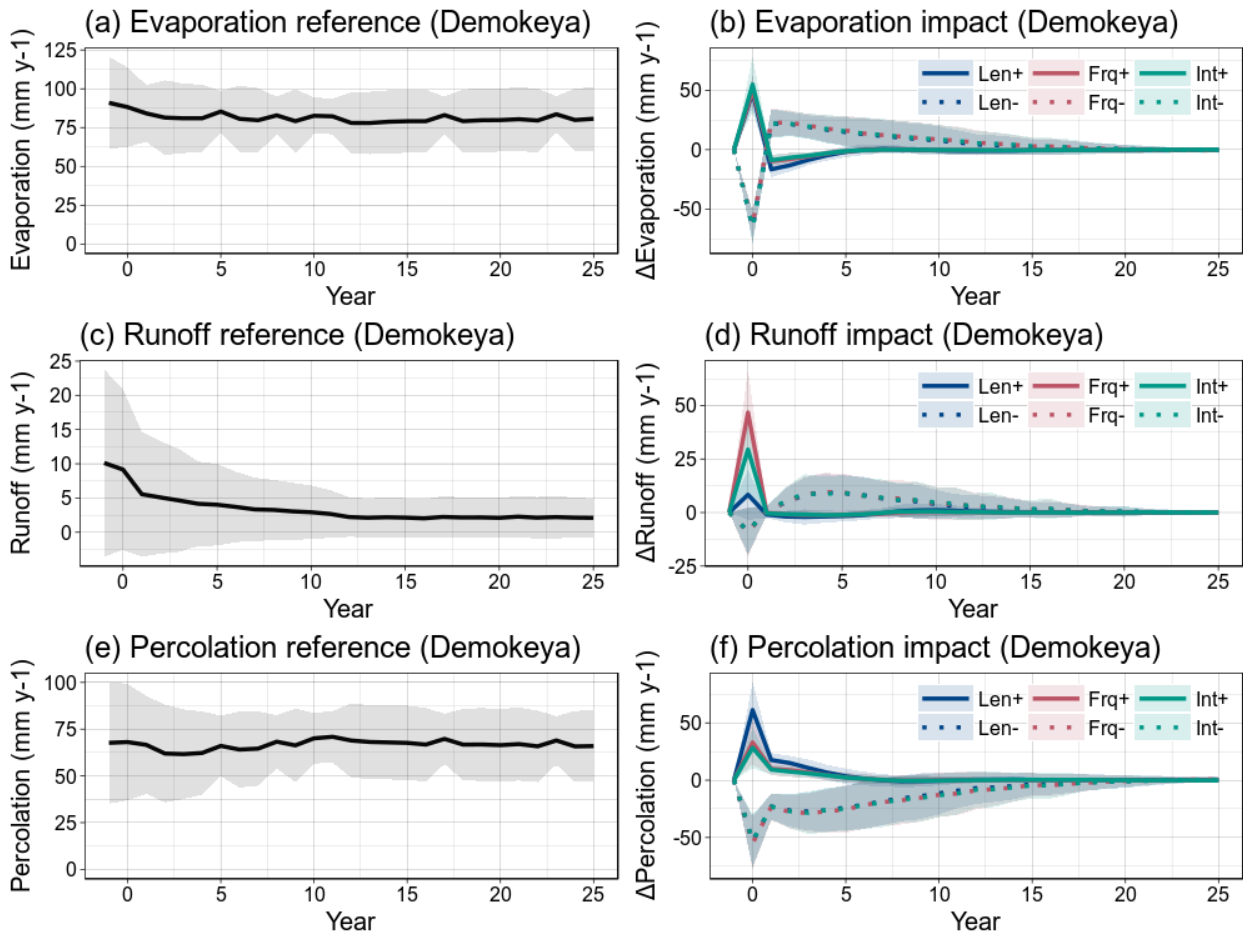 (a) Evaporation reference (Demokeya)
Evaporation (mm y-1)
125
100
75
50
25
0
0 5 10 15 20 25
Year
(b) Evaporation impact (Demokeya)
ΔEvaporation (mm y-1)
50
0
-50
Len+ Frq+ Int+
Len- Frq- Int-
0 5 10 15 20 25
Year
(c) Runoff reference (Demokeya)
Runoff (mm y-1)
25
20
15
10
5
0
0 5 10 15 20 25
Year
(d) Runoff impact (Demokeya)
ΔRunoff (mm y-1)
50
25
0
-25
Len+ Frq+ Int+
Len- Frq- Int-
0 5 10 15 20 25
Year
(e) Percolation reference (Demokeya)
Percolation (mm y-1)
100
75
50
25
0
0 5 10 15 20 25
Year
(f) Percolation impact (Demokeya)
ΔPercolation (mm y-1)
50
0
-50
Len+ Frq+ Int+
Len- Frq- Int-
0 5 10 15 20 25
Year